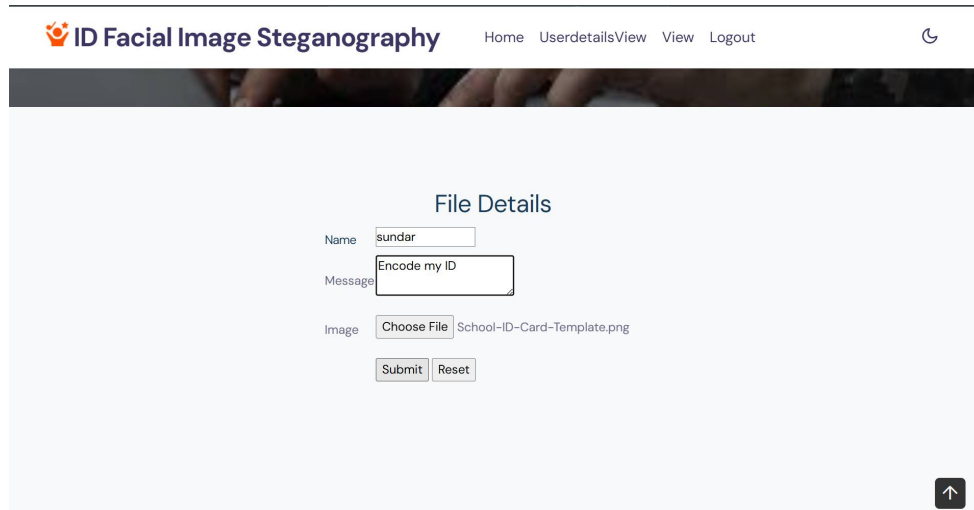 ID Facial Image Steganography Home UserdetailsView View Logout
File Details
Name sundar
Message Encode my ID
Image Choose File School-ID-Card-Template.png
Submit Reset